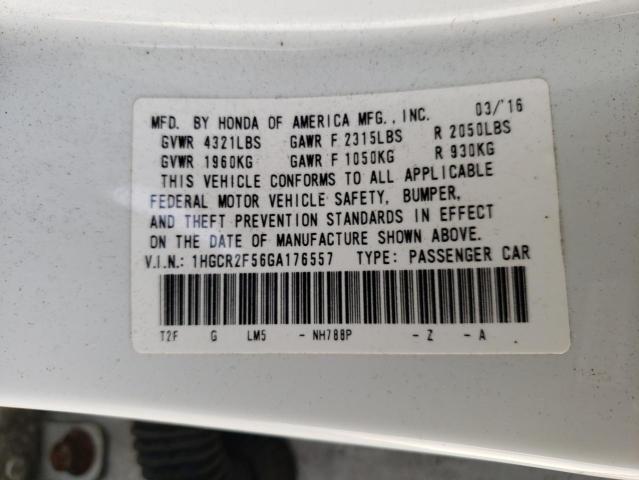 MFD. BY HONDA OF AMERICA MFG., INC. 03/'16
GVWR 4321LBS GAWR F 2315LBS R 2050LBS
GVWR 1960KG GAWR F 1050KG R 930KG
THIS VEHICLE CONFORMS TO ALL APPLICABLE
FEDERAL MOTOR VEHICLE SAFETY, BUMPER,
AND THEFT PREVENTION STANDARDS IN EFFECT
ON THE DATE OF MANUFACTURE SHOWN ABOVE.
V.I.N.: 1HGCR2F56GA176557 TYPE: PASSENGER CAR
T2F G LM5 - NH788P - Z - A